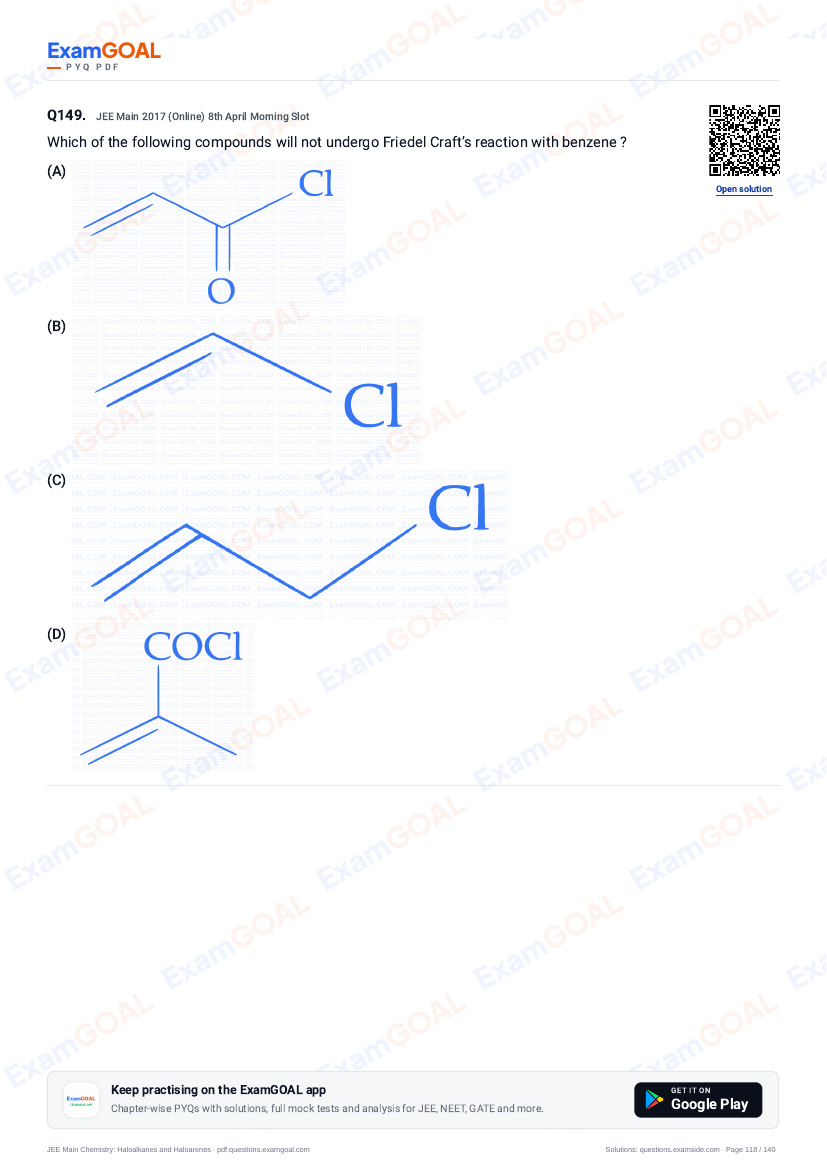 ExamGOAL
PYQ PDF
Q149. JEE Main 2017 (Online) 8th April Morning Slot
Which of the following compounds will not undergo Friedel Craft's reaction with benzene ?
Open solution
(A)
Cl
O
(B)
Cl
(C)
Cl
(D)
COCl
Keep practising on the ExamGOAL app
Chapter-wise PYQs with solutions, full mock tests and analysis for JEE, NEET, GATE and more.
GET IT ON
Google Play
JEE Main Chemistry: Haloalkanes and Haloarenes · pdf.questions.examgoal.com
Solutions: questions.examside.com · Page 118 / 140